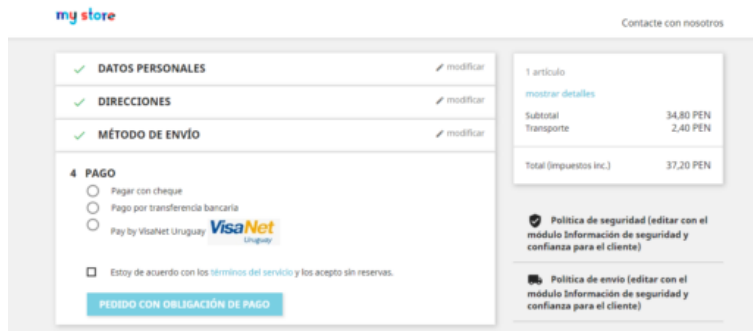 my store
Contacte con nosotros
DATOS PERSONALES
modificar
DIRECCIONES
modificar
MÉTODO DE ENVÍO
modificar
4 PAGO
Pagar con cheque
Pago por transferencia bancaria
Pay by VisaNet Uruguay VisaNet
Uruguay
Estoy de acuerdo con los términos del servicio y los acepto sin reservas.
PEDIDO CON OBLIGACIÓN DE PAGO
1 artículo
mostrar detalles
Subtotal 34,80 PEN
Transporte 2,40 PEN
Total (impuestos inc.) 37,20 PEN
Política de seguridad (editar con el
módulo Información de seguridad y
confianza para el cliente)
Política de envío (editar con el
módulo Información de seguridad y
confianza para el cliente)